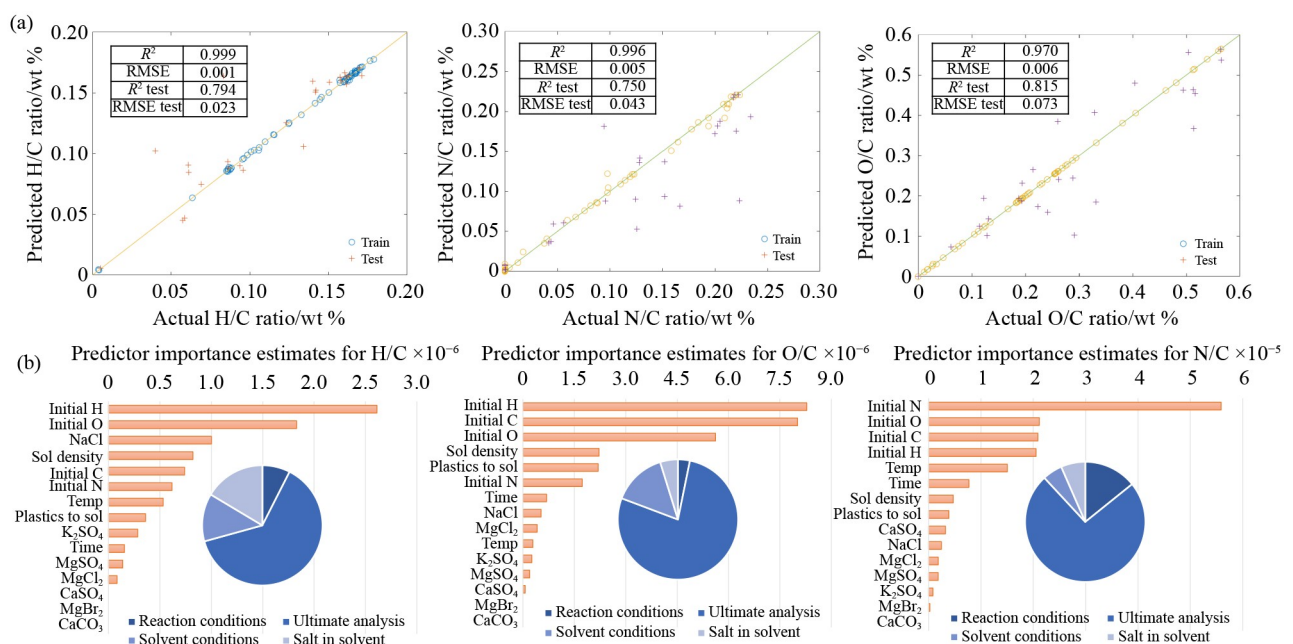 (a)
0.20
0.15
0.10
0.05
0
Predicted H/C ratio/wt %
R² 0.999
RMSE 0.001
R² test 0.794
RMSE test 0.023
Train
Test
0 0.05 0.10 0.15 0.20
Actual H/C ratio/wt %
0.30
0.25
0.20
0.15
0.10
0.05
0
Predicted N/C ratio/wt %
R² 0.996
RMSE 0.005
R² test 0.750
RMSE test 0.043
Train
Test
0 0.05 0.10 0.15 0.20 0.25 0.30
Actual N/C ratio/wt %
0.6
0.5
0.4
0.3
0.2
0.1
0
Predicted O/C ratio/wt %
R² 0.970
RMSE 0.006
R² test 0.815
RMSE test 0.073
Train
Test
0 0.1 0.2 0.3 0.4 0.5 0.6
Actual O/C ratio/wt %
(b)
Predictor importance estimates for H/C ×10⁻⁶
0 0.5 1.0 1.5 2.0 2.5 3.0
Initial H
Initial O
NaCl
Sol density
Initial C
Initial N
Temp
Plastics to sol
K₂SO₄
Time
MgSO₄
MgCl₂
CaSO₄
MgBr₂
CaCO₃
Reaction conditions Ultimate analysis
Solvent conditions Salt in solvent
Predictor importance estimates for O/C ×10⁻⁶
0 1.5 3.0 4.5 6.0 7.5 9.0
Initial H
Initial C
Initial O
Sol density
Plastics to sol
Initial N
Time
NaCl
MgCl₂
Temp
K₂SO₄
MgSO₄
CaSO₄
MgBr₂
CaCO₃
Reaction conditions Ultimate analysis
Solvent conditions Salt in solvent
Predictor importance estimates for N/C ×10⁻⁵
0 1 2 3 4 5 6
Initial N
Initial O
Initial C
Initial H
Temp
Time
Sol density
Plastics to sol
CaSO₄
NaCl
MgCl₂
MgSO₄
K₂SO₄
MgBr₂
CaCO₃
Reaction conditions Ultimate analysis
Solvent conditions Salt in solvent